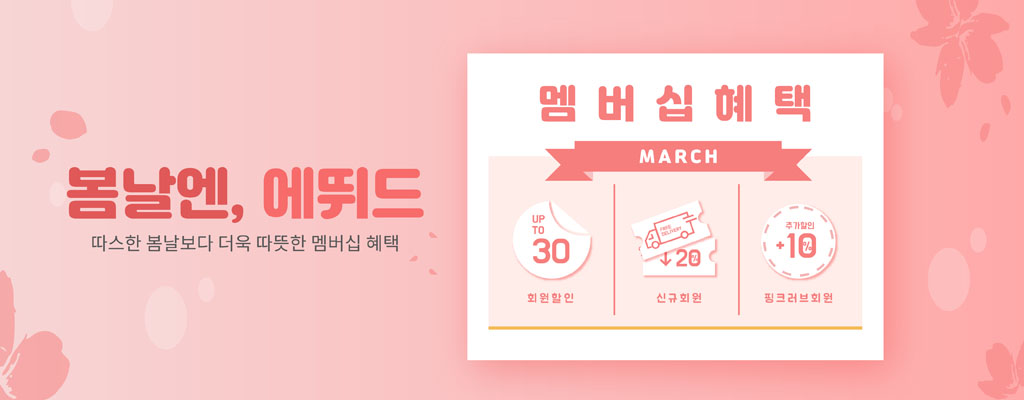 봄날엔, 에뛰드
따스한 봄날보다 더욱 따뜻한 멤버십 혜택
멤버십혜택
MARCH
UP
TO
30
회원할인
FREE
DELIVERY
↓20%
신규회원
추가할인
+10%
핑크러브회원